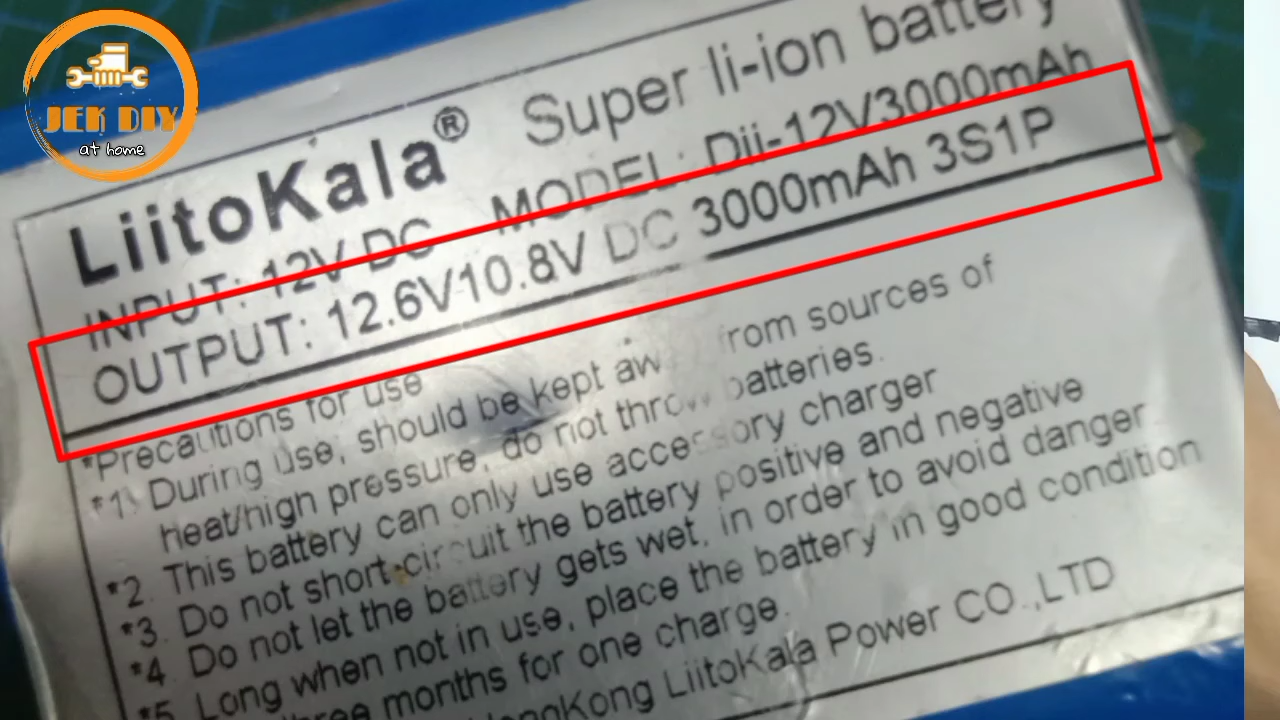 JEK DIY
at home
LiitoKala® Super li-ion battery
INPUT: 12V DC MODEL: Dii-12V3000mAh
OUTPUT: 12.6V10.8V DC 3000mAh 3S1P
*Precautions for use
*1. During use, should be kept aw from sources of
heat/high pressure, do not throw batteries.
*2. This battery can only use accessory charger
*3. Do not short-circuit the battery positive and negative
*4. Do not let the battery gets wet, in order to avoid danger
*5. Long when not in use, place the battery in good condition
three months for one charge.
HongKong LiitoKala Power CO.,LTD